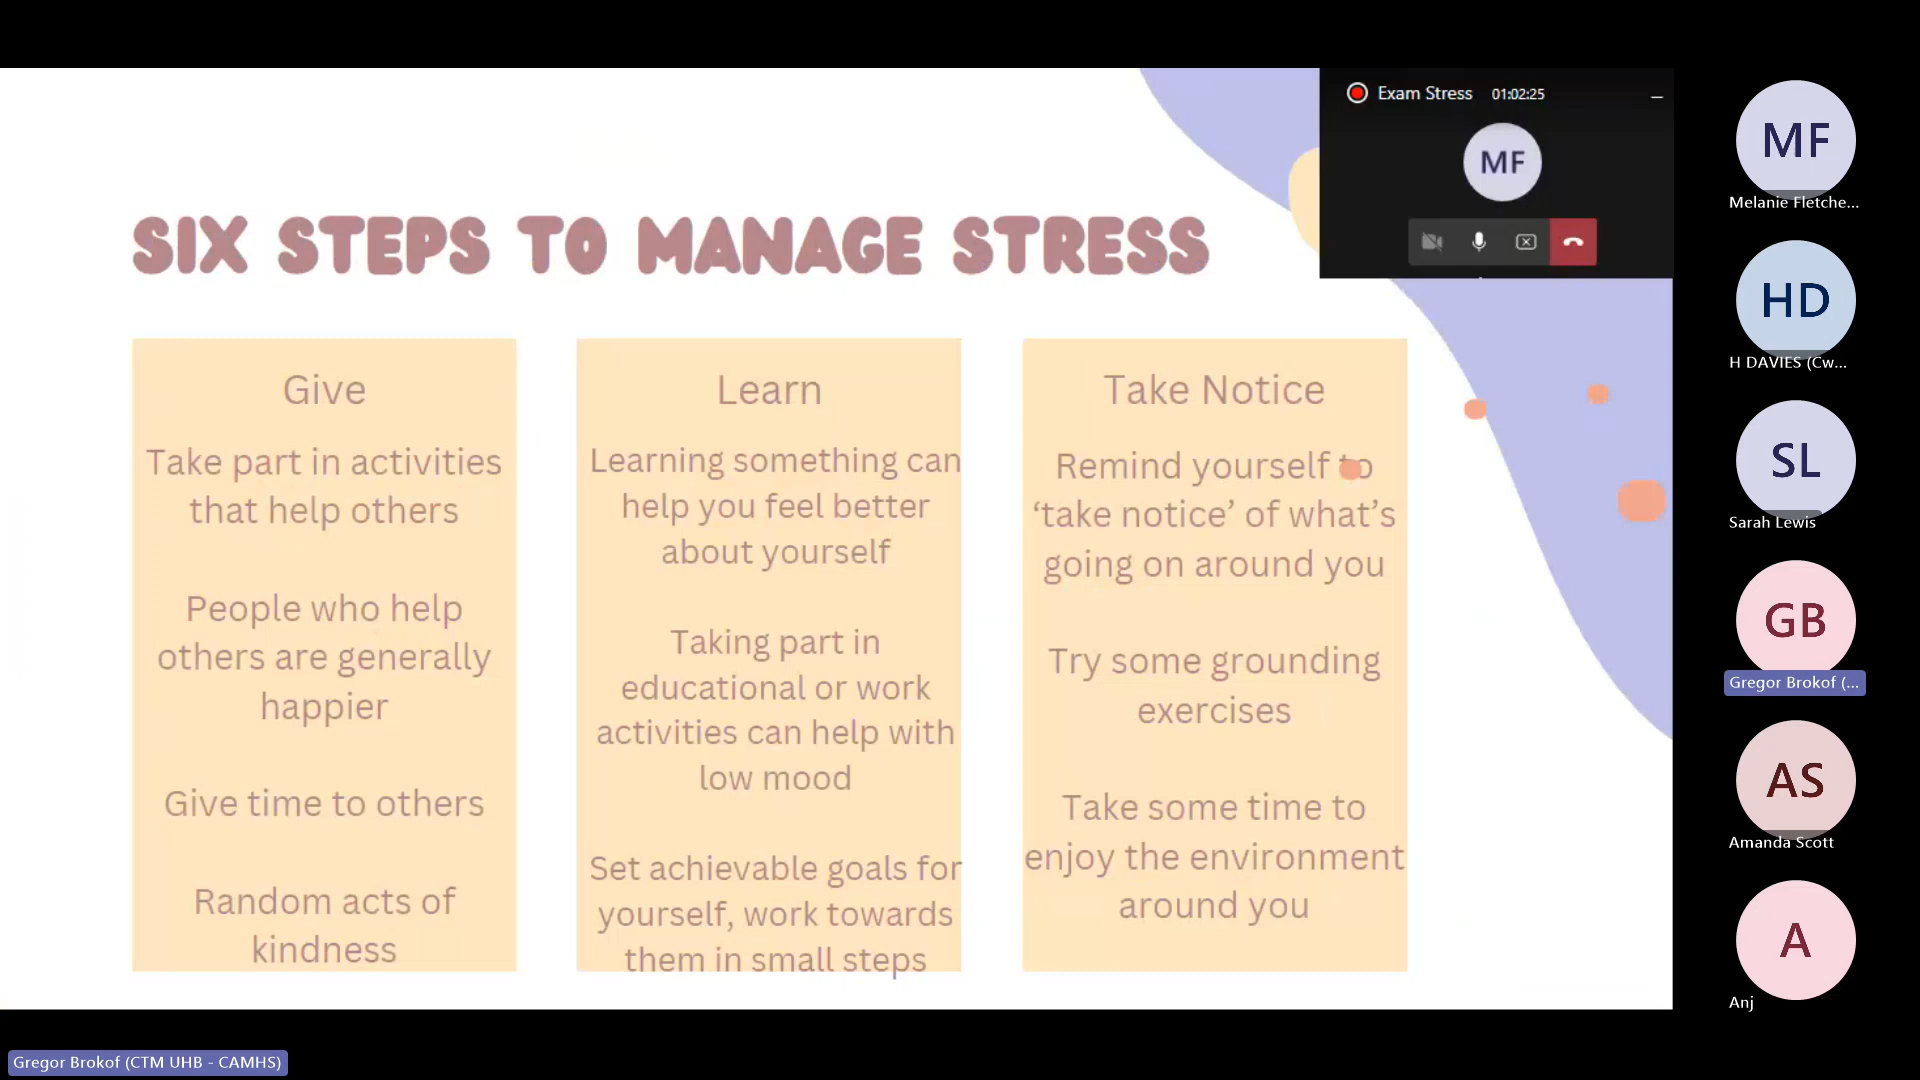 SIX STEPS TO MANAGE STRESS
Give
Take part in activities
that help others
People who help
others are generally
happier
Give time to others
Random acts of
kindness
Learn
Learning something can
help you feel better
about yourself
Taking part in
educational or work
activities can help with
low mood
Set achievable goals for
yourself, work towards
them in small steps
Take Notice
Remind yourself to
‘take notice’ of what’s
going on around you
Try some grounding
exercises
Take some time to
enjoy the environment
around you
Exam Stress 01:02:25
MF
MF
Melanie Fletche...
HD
H DAVIES (Cw...
SL
Sarah Lewis
GB
Gregor Brokof (...
AS
Amanda Scott
A
Anj
Gregor Brokof (CTM UHB - CAMHS)